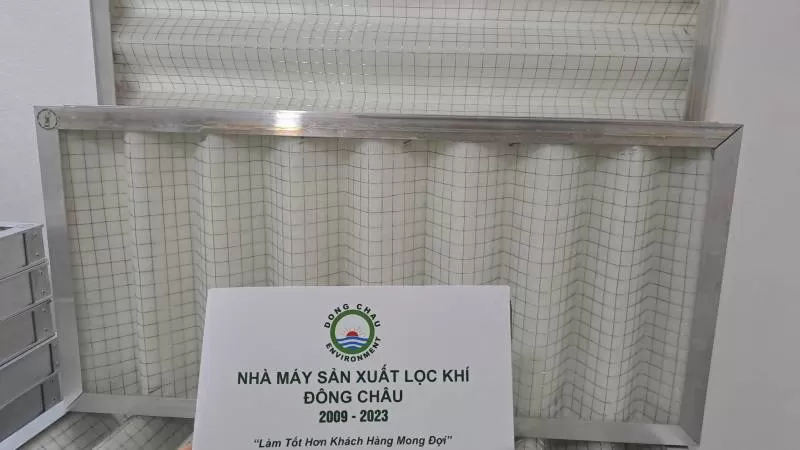 DONG CHAU
ENVIRONMENT
NHÀ MÁY SẢN XUẤT LỌC KHÍ
ĐÔNG CHÂU
2009 - 2023
"Làm Tốt Hơn Khách Hàng Mong Đợi"